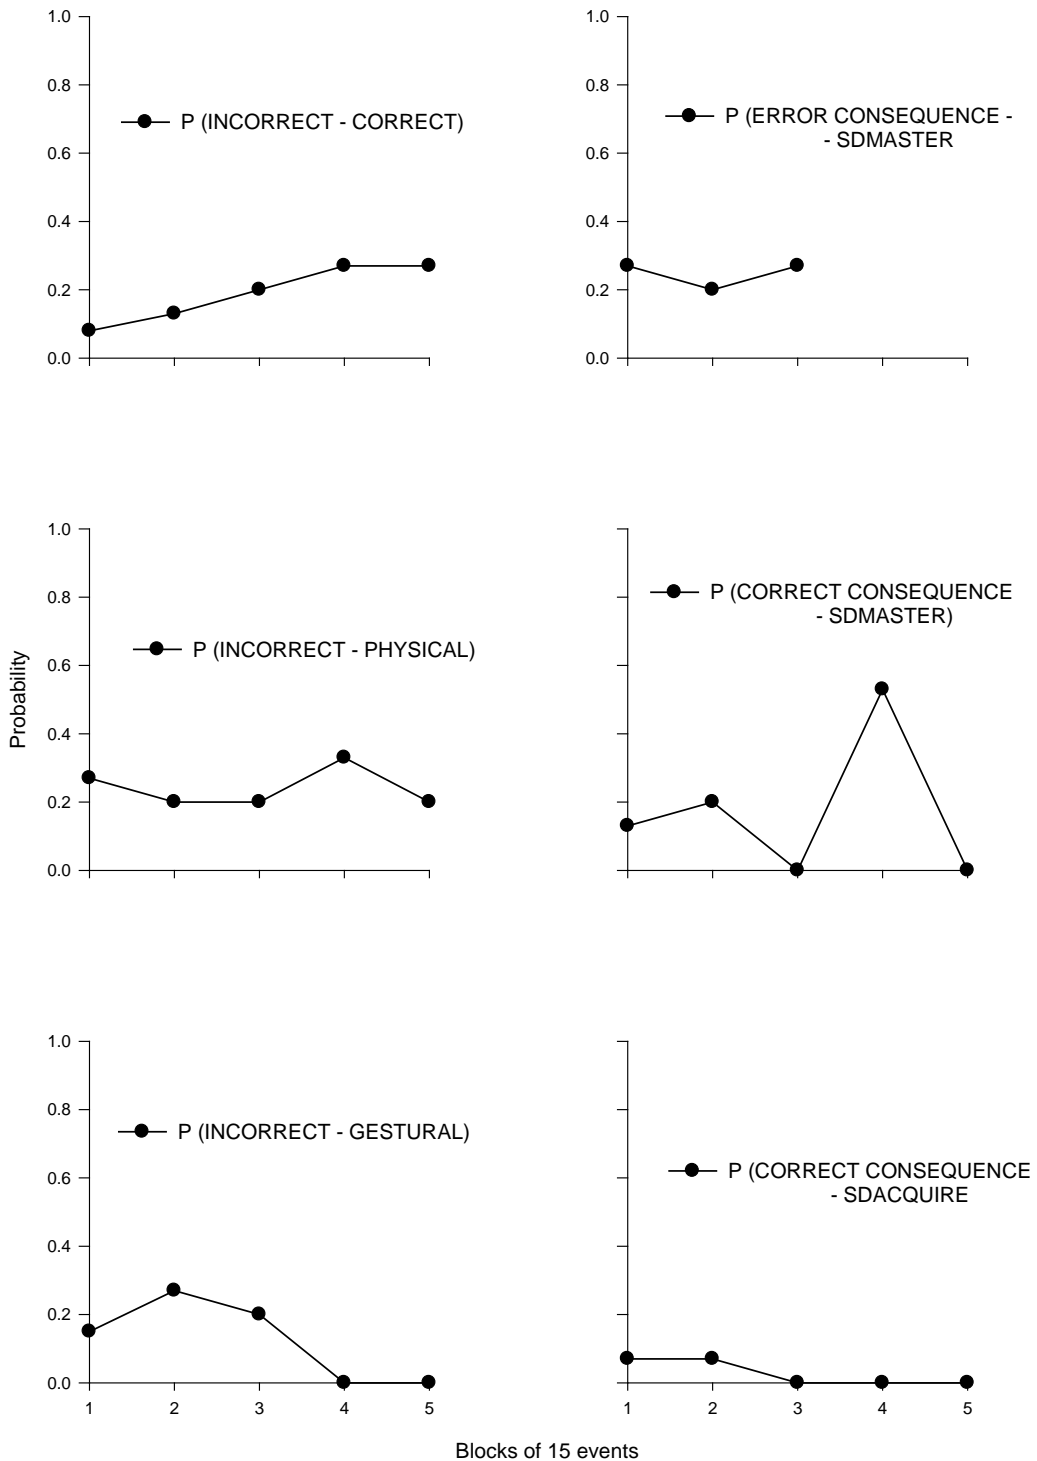 1.0
0.8
0.6
0.4
0.2
0.0
P (INCORRECT - CORRECT)
1.0
0.8
0.6
0.4
0.2
0.0
P (ERROR CONSEQUENCE -
- SDMASTER
Probability
1.0
0.8
0.6
0.4
0.2
0.0
P (INCORRECT - PHYSICAL)
P (CORRECT CONSEQUENCE
- SDMASTER)
1.0
0.8
0.6
0.4
0.2
0.0
P (INCORRECT - GESTURAL)
1 2 3 4 5
P (CORRECT CONSEQUENCE
- SDACQUIRE
1 2 3 4 5
Blocks of 15 events